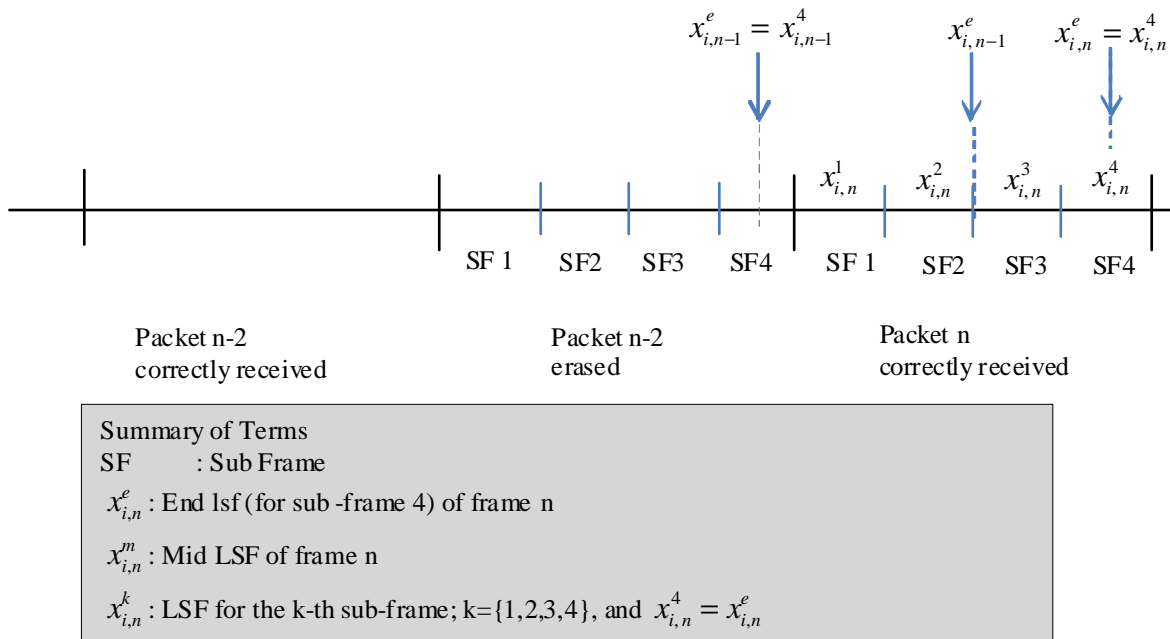 x^e_{i,n-1} = x^4_{i,n-1}
x^e_{i,n-1}
x^e_{i,n} = x^4_{i,n}
x^1_{i,n}
x^2_{i,n}
x^3_{i,n}
x^4_{i,n}
SF 1
SF2
SF3
SF4
SF 1
SF2
SF3
SF4
Packet n-2
correctly received
Packet n-2
erased
Packet n
correctly received
Summary of Terms
SF : Sub Frame
x^e_{i,n} : End lsf (for sub -frame 4) of frame n
x^m_{i,n} : Mid LSF of frame n
x^k_{i,n} : LSF for the k-th sub-frame; k={1,2,3,4}, and x^4_{i,n} = x^e_{i,n}